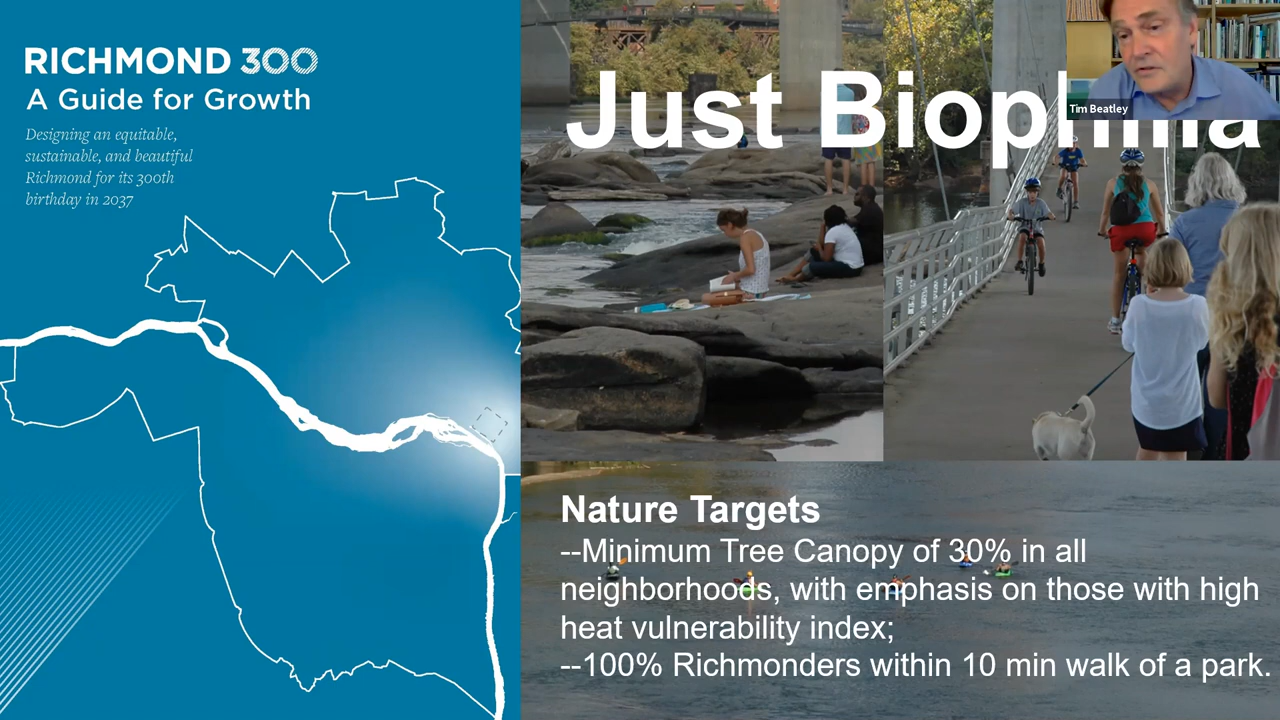 RICHMOND 300
A Guide for Growth
Designing an equitable,
sustainable, and beautiful
Richmond for its 300th
birthday in 2037
Just
Tim Beatley
Nature Targets
--Minimum Tree Canopy of 30% in all
neighborhoods, with emphasis on those with high
heat vulnerability index;
--100% Richmonders within 10 min walk of a park.